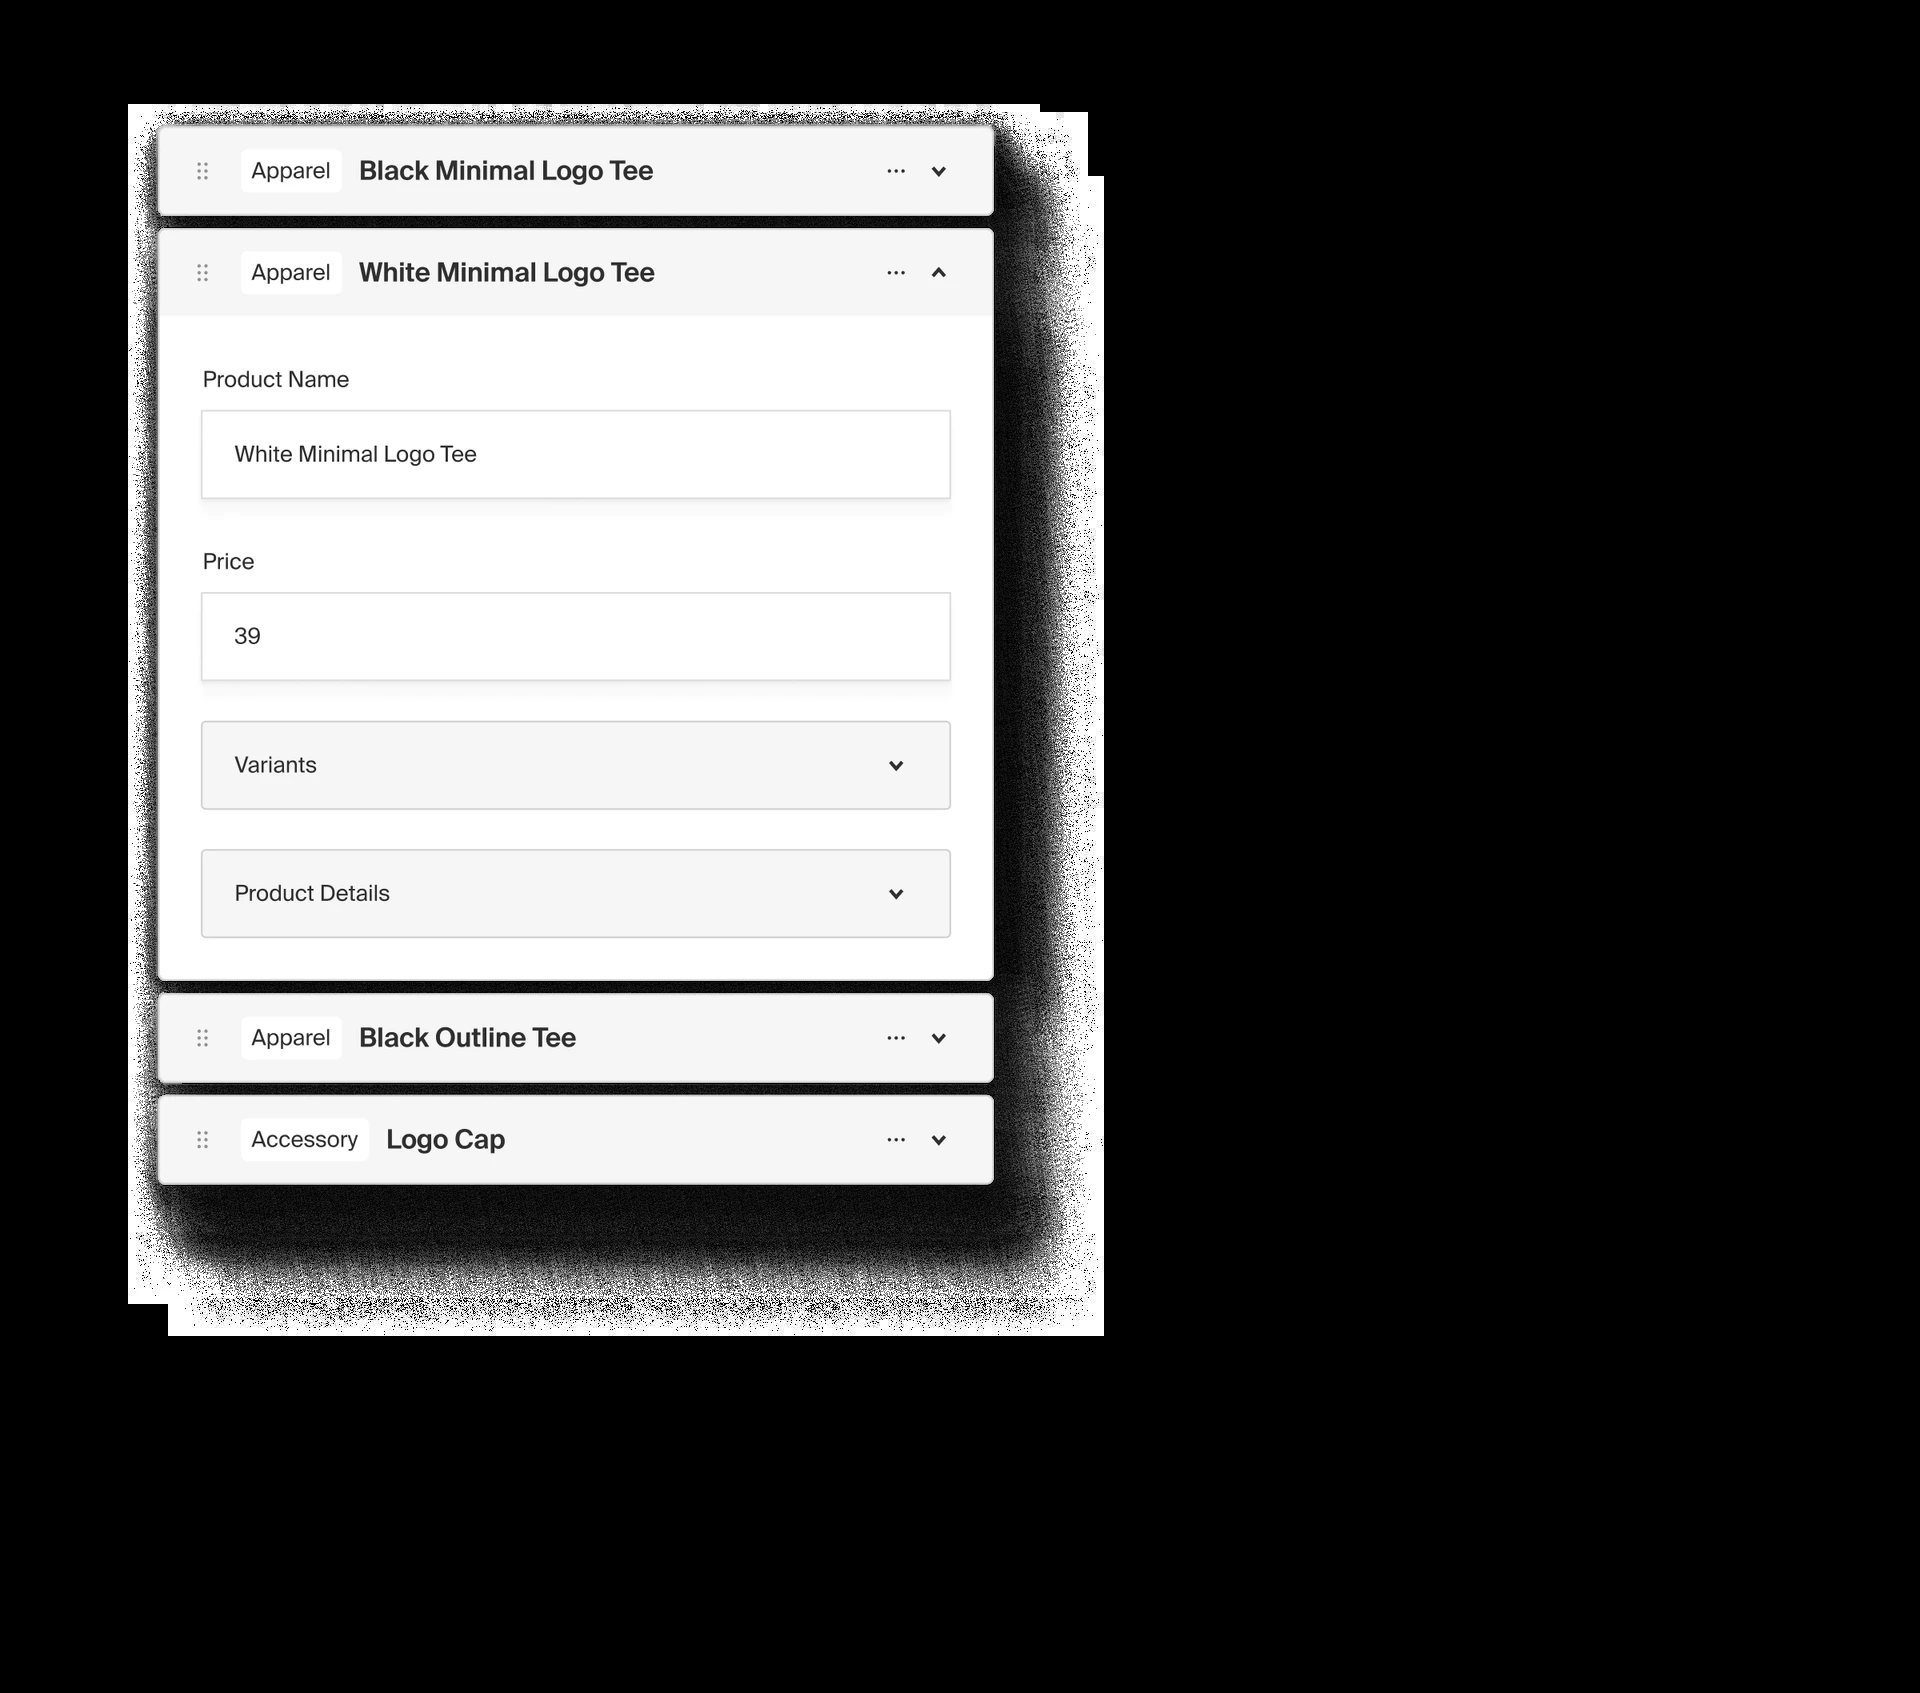 Apparel Black Minimal Logo Tee
Apparel White Minimal Logo Tee
Product Name
White Minimal Logo Tee
Price
39
Variants
Product Details
Apparel Black Outline Tee
Accessory Logo Cap